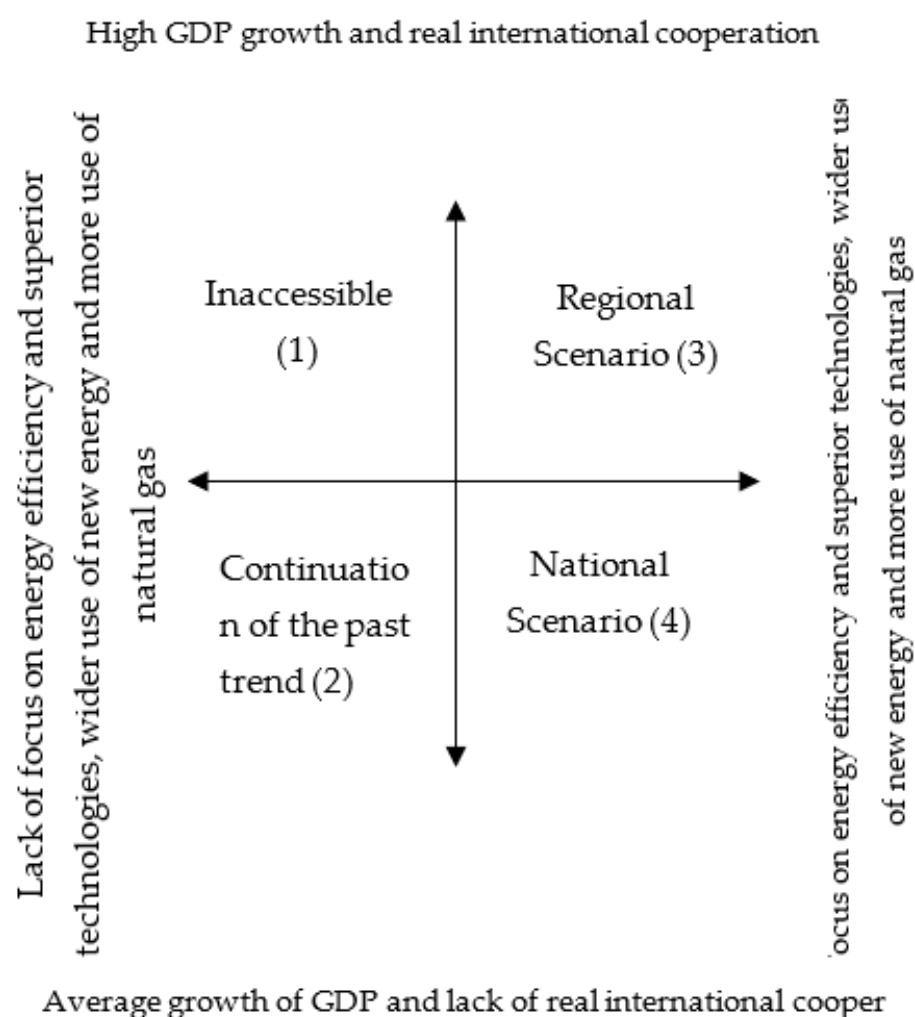 High GDP growth and real international cooperation
Lack of focus on energy efficiency and superior
technologies, wider use of new energy and more use of
natural gas
Inaccessible
(1)
Regional
Scenario (3)
Continuatio
n of the past
trend (2)
National
Scenario (4)
ocus on energy efficiency and superior technologies, wider use
of new energy and more use of natural gas
Average growth of GDP and lack of real international cooper